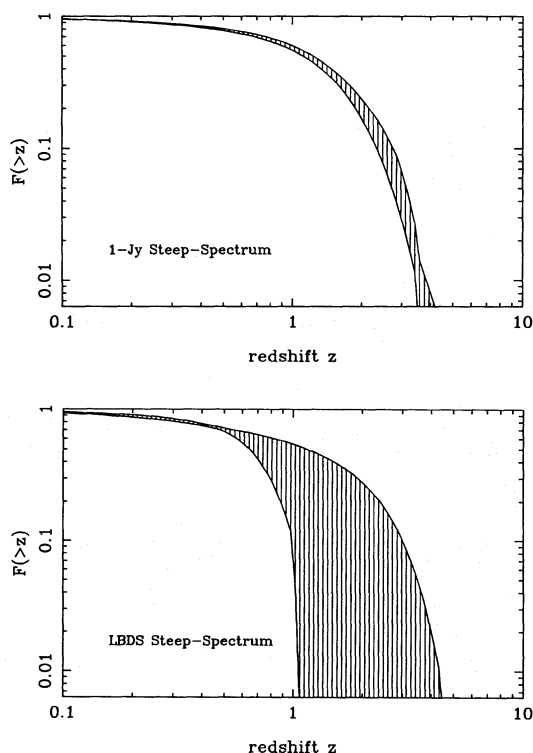 1
0.1
0.01
F(>z)
1-Jy Steep-Spectrum
0.1
1
10
redshift z
1
0.1
0.01
F(>z)
LBDS Steep-Spectrum
0.1
1
10
redshift z